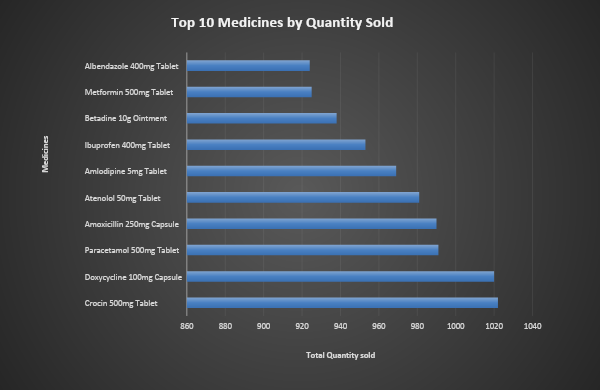 Top 10 Medicines by Quantity Sold
Medicines
Albendazole 400mg Tablet
Metformin 500mg Tablet
Betadine 10g Ointment
Ibuprofen 400mg Tablet
Amlodipine 5mg Tablet
Atenolol 50mg Tablet
Amoxicillin 250mg Capsule
Paracetamol 500mg Tablet
Doxycycline 100mg Capsule
Crocin 500mg Tablet
860 880 900 920 940 960 980 1000 1020 1040
Total Quantity sold